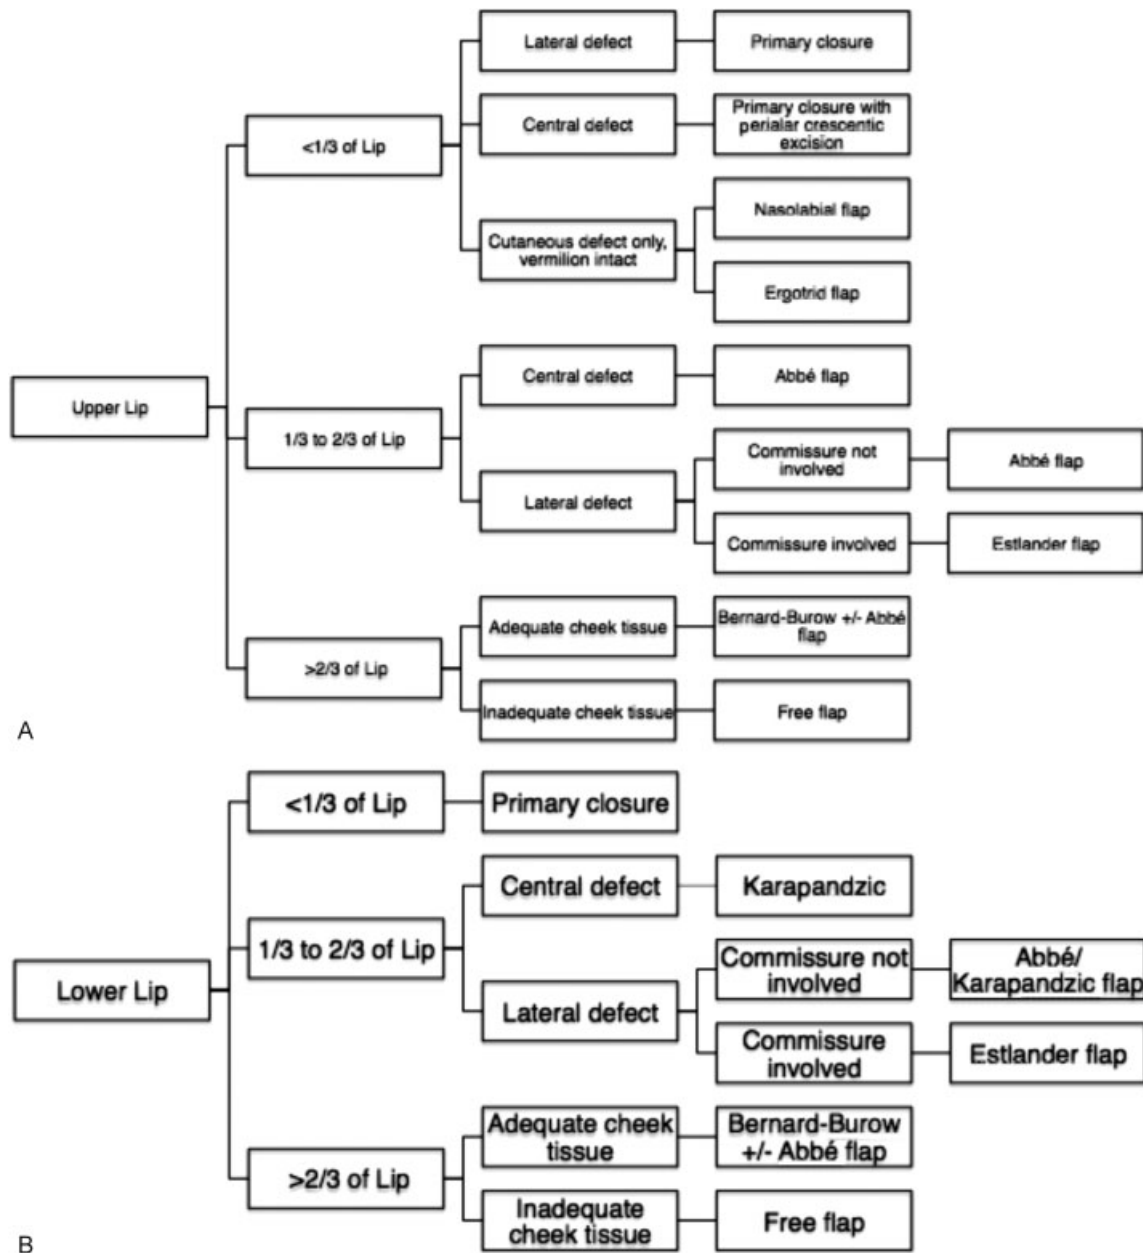 Lateral defect
Primary closure
<1/3 of Lip
Central defect
Primary closure with
perialar crescentic
excision
Cutaneous defect only,
vermilion intact
Nasolabial flap
Ergotrid flap
Upper Lip
1/3 to 2/3 of Lip
Central defect
Abbé flap
Lateral defect
Commissure not
involved
Abbé flap
Commissure involved
Estlander flap
>2/3 of Lip
Adequate cheek tissue
Bernard-Burow +/- Abbé
flap
Inadequate cheek tissue
Free flap
A
<1/3 of Lip
Primary closure
Lower Lip
1/3 to 2/3 of Lip
Central defect
Karapandzic
Lateral defect
Commissure not
involved
Abbé/
Karapandzic flap
Commissure
involved
Estlander flap
>2/3 of Lip
Adequate cheek
tissue
Bernard-Burow
+/- Abbé flap
Inadequate
cheek tissue
Free flap
B